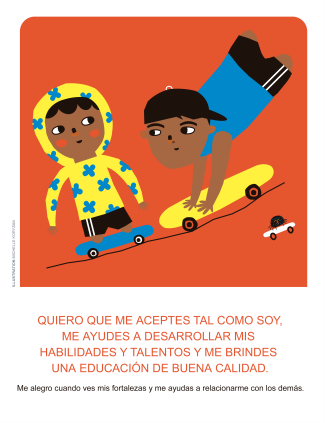 QUIERO QUE ME ACEPTES TAL COMO SOY,
ME AYUDES A DESARROLLAR MIS
HABILIDADES Y TALENTOS Y ME BRINDES
UNA EDUCACIÓN DE BUENA CALIDAD.
Me alegro cuando ves mis fortalezas y me ayudas a relacionarme con los demás.